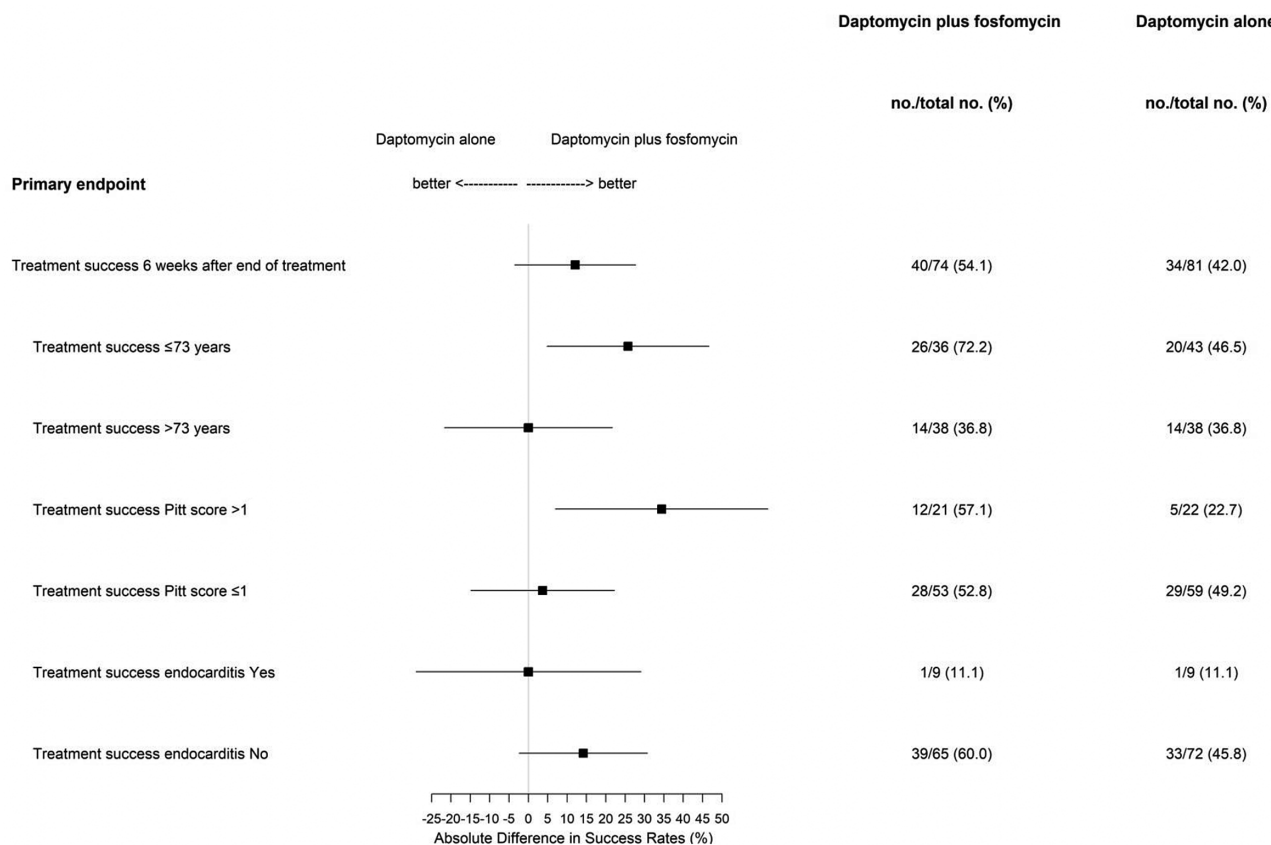 Daptomycin plus fosfomycin Daptomycin alone
no./total no. (%) no./total no. (%)
Daptomycin alone Daptomycin plus fosfomycin
Primary endpoint better <----------- -----------> better
Treatment success 6 weeks after end of treatment 40/74 (54.1) 34/81 (42.0)
Treatment success ≤73 years 26/36 (72.2) 20/43 (46.5)
Treatment success >73 years 14/38 (36.8) 14/38 (36.8)
Treatment success Pitt score >1 12/21 (57.1) 5/22 (22.7)
Treatment success Pitt score ≤1 28/53 (52.8) 29/59 (49.2)
Treatment success endocarditis Yes 1/9 (11.1) 1/9 (11.1)
Treatment success endocarditis No 39/65 (60.0) 33/72 (45.8)
-25 -20 -15 -10 -5 0 5 10 15 20 25 30 35 40 45 50
Absolute Difference in Success Rates (%)